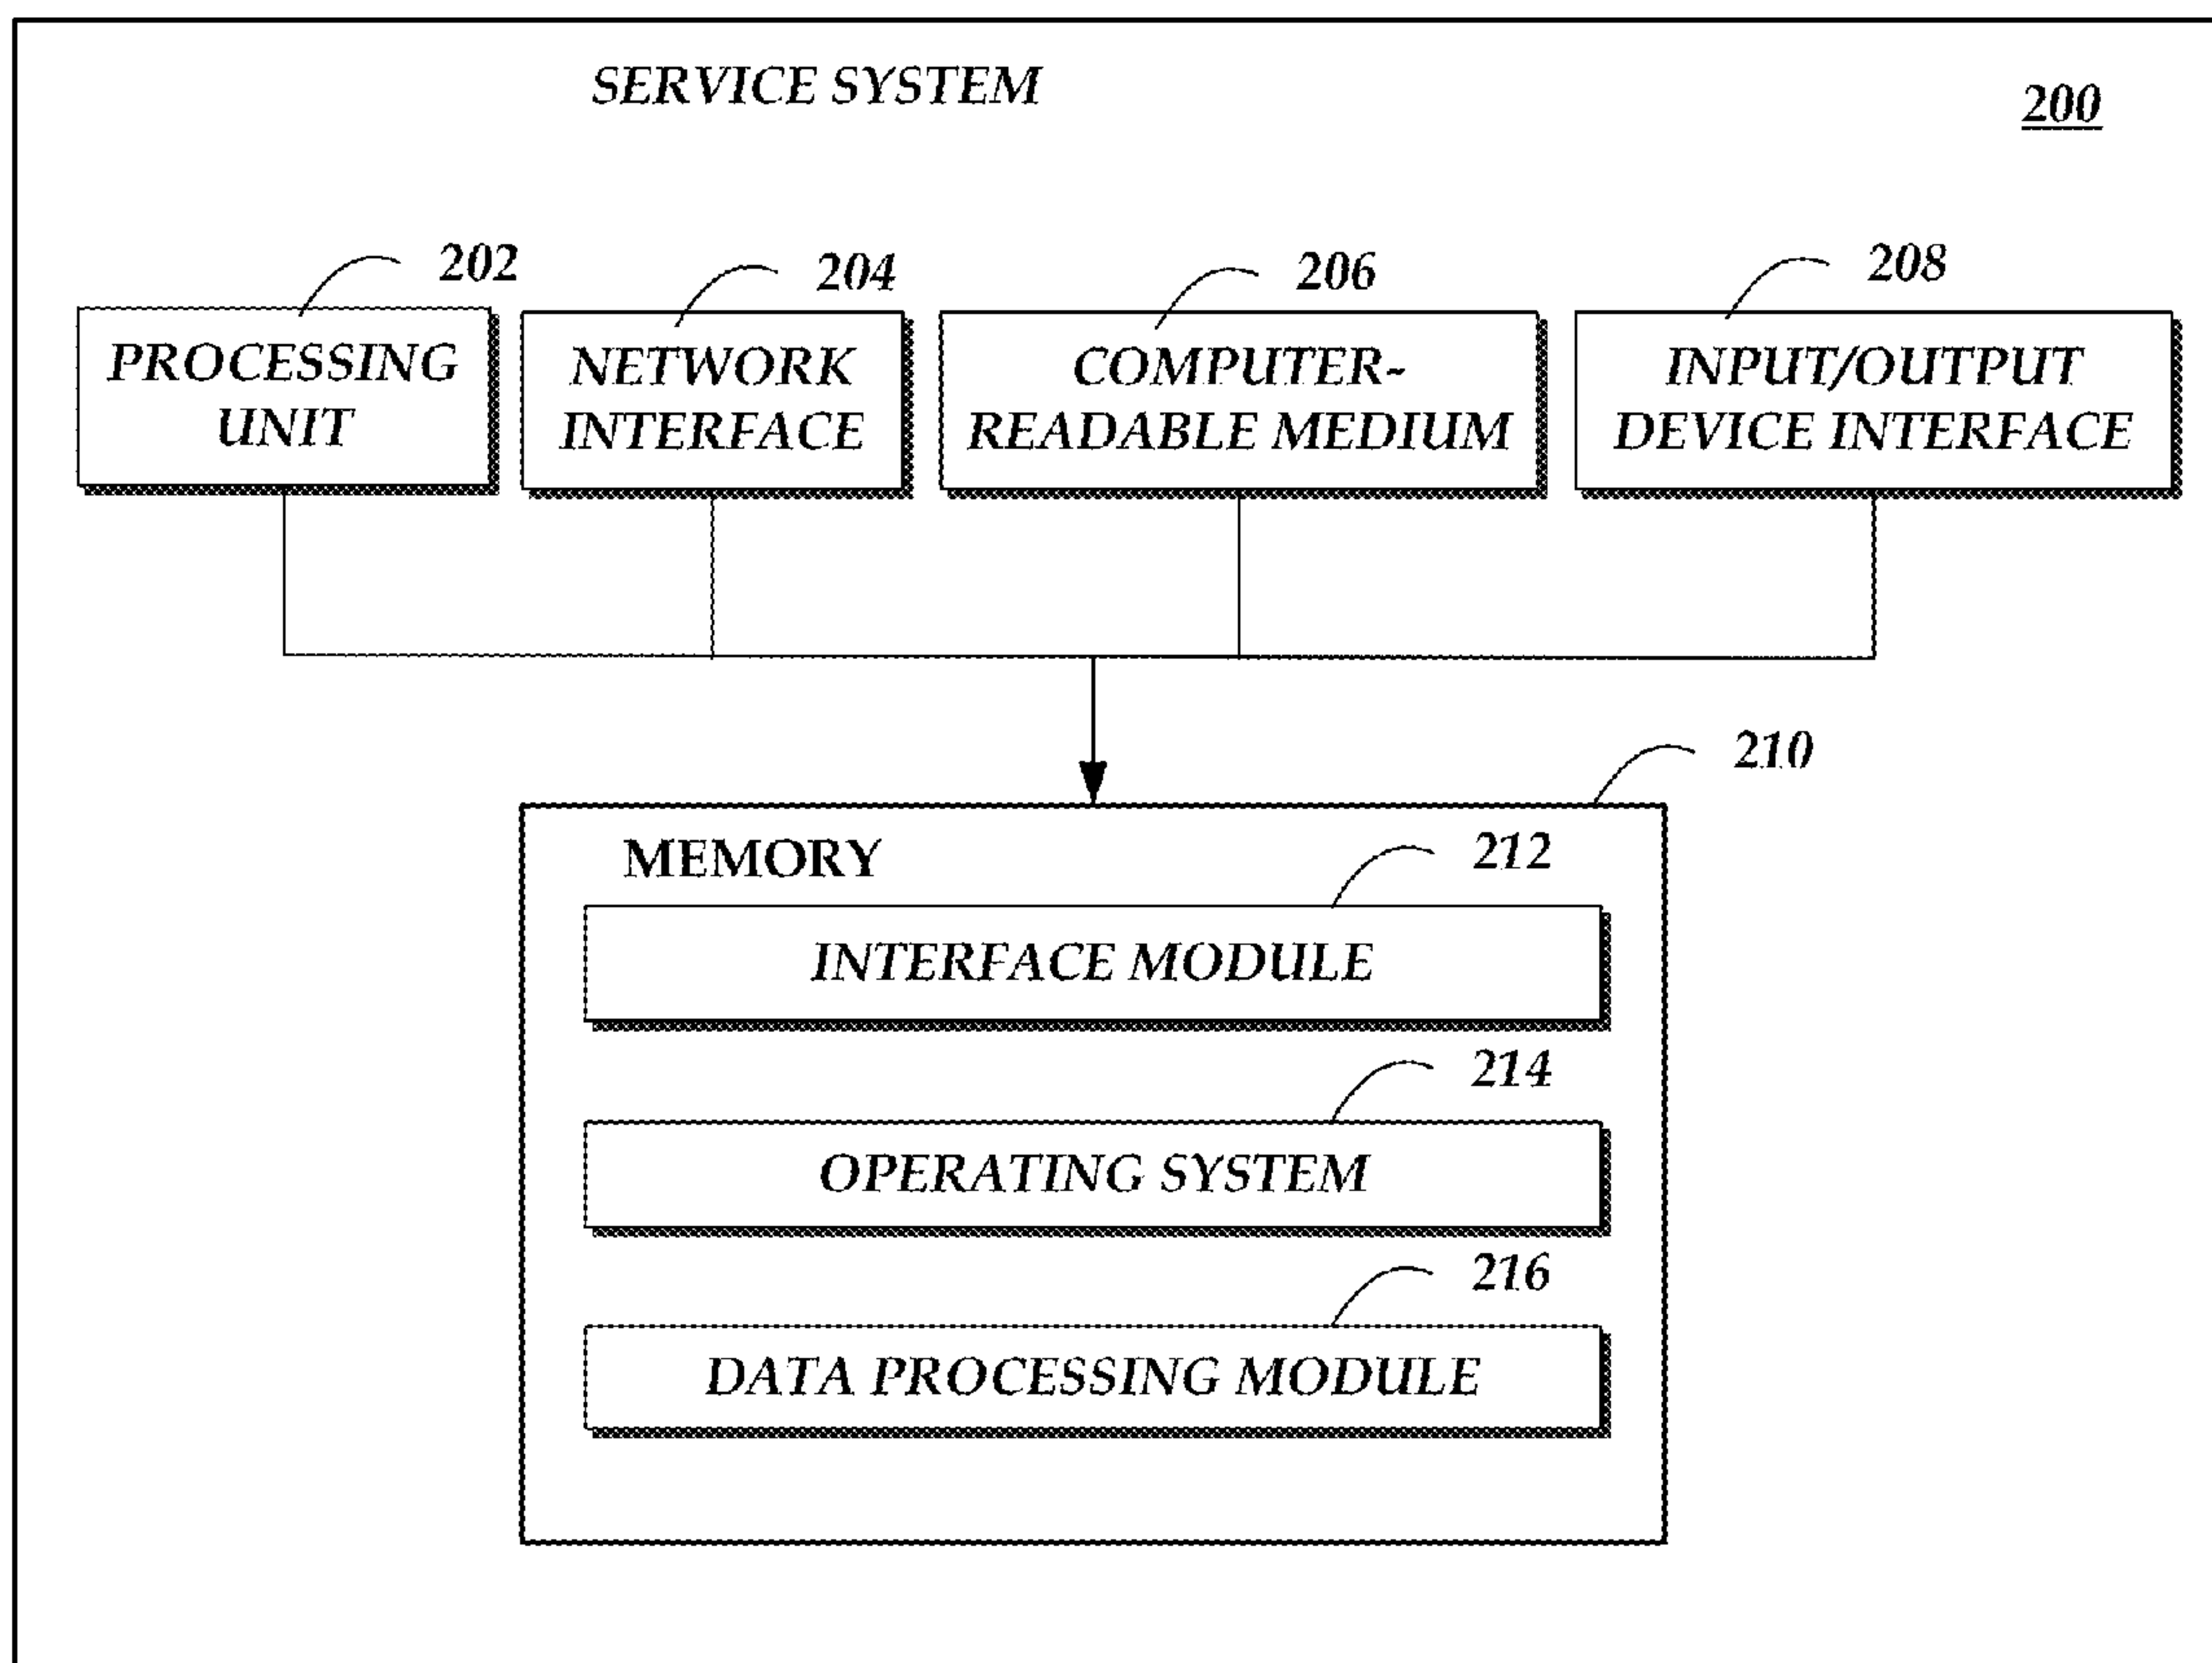 SERVICE SYSTEM
200
202
204
206
208
PROCESSING
UNIT
NETWORK
INTERFACE
COMPUTER-
READABLE MEDIUM
INPUT/OUTPUT
DEVICE INTERFACE
210
MEMORY
212
INTERFACE MODULE
214
OPERATING SYSTEM
216
DATA PROCESSING MODULE